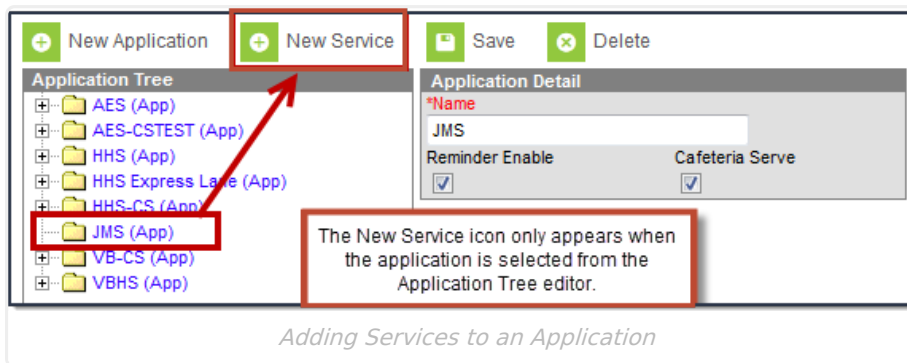 New Application New Service Save Delete
Application Tree
AES (App)
AES-CSTEST (App)
HHS (App)
HHS Express Lane (App)
HHS-CS (App)
JMS (App)
VB-CS (App)
VBHS (App)
Application Detail
*Name
JMS
Reminder Enable Cafeteria Serve
The New Service icon only appears when
the application is selected from the
Application Tree editor.
Adding Services to an Application